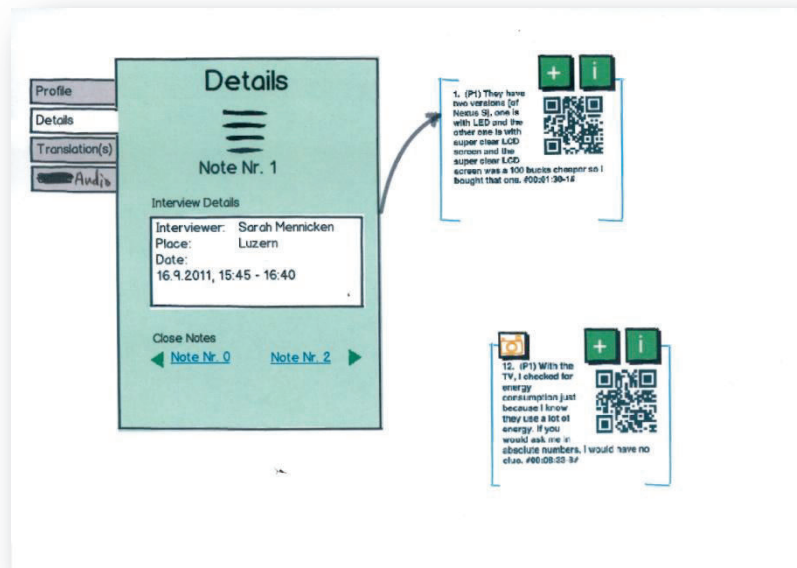 Profile
Details
Translation(s)
Audio
Details
Note Nr. 1
Interview Details
Interviewer: Sarah Mennicken
Place: Luzern
Date:
16.9.2011, 15:45 - 16:40
Close Notes
Note Nr. 0 Note Nr. 2
+ i
1. (P1) They have
two versions [of
Nexus S], one is
with LED and the
other one is with
super clear LCD
screen and the
super clear LCD
screen was a 100 bucks cheaper so I
bought that one. #00:01:30-1#
+ i
12. (P1) With the
TV, I checked for
energy
consumption just
because I know
they use a lot of
energy. If you
would ask me in
absolute numbers, I would have no
clue.